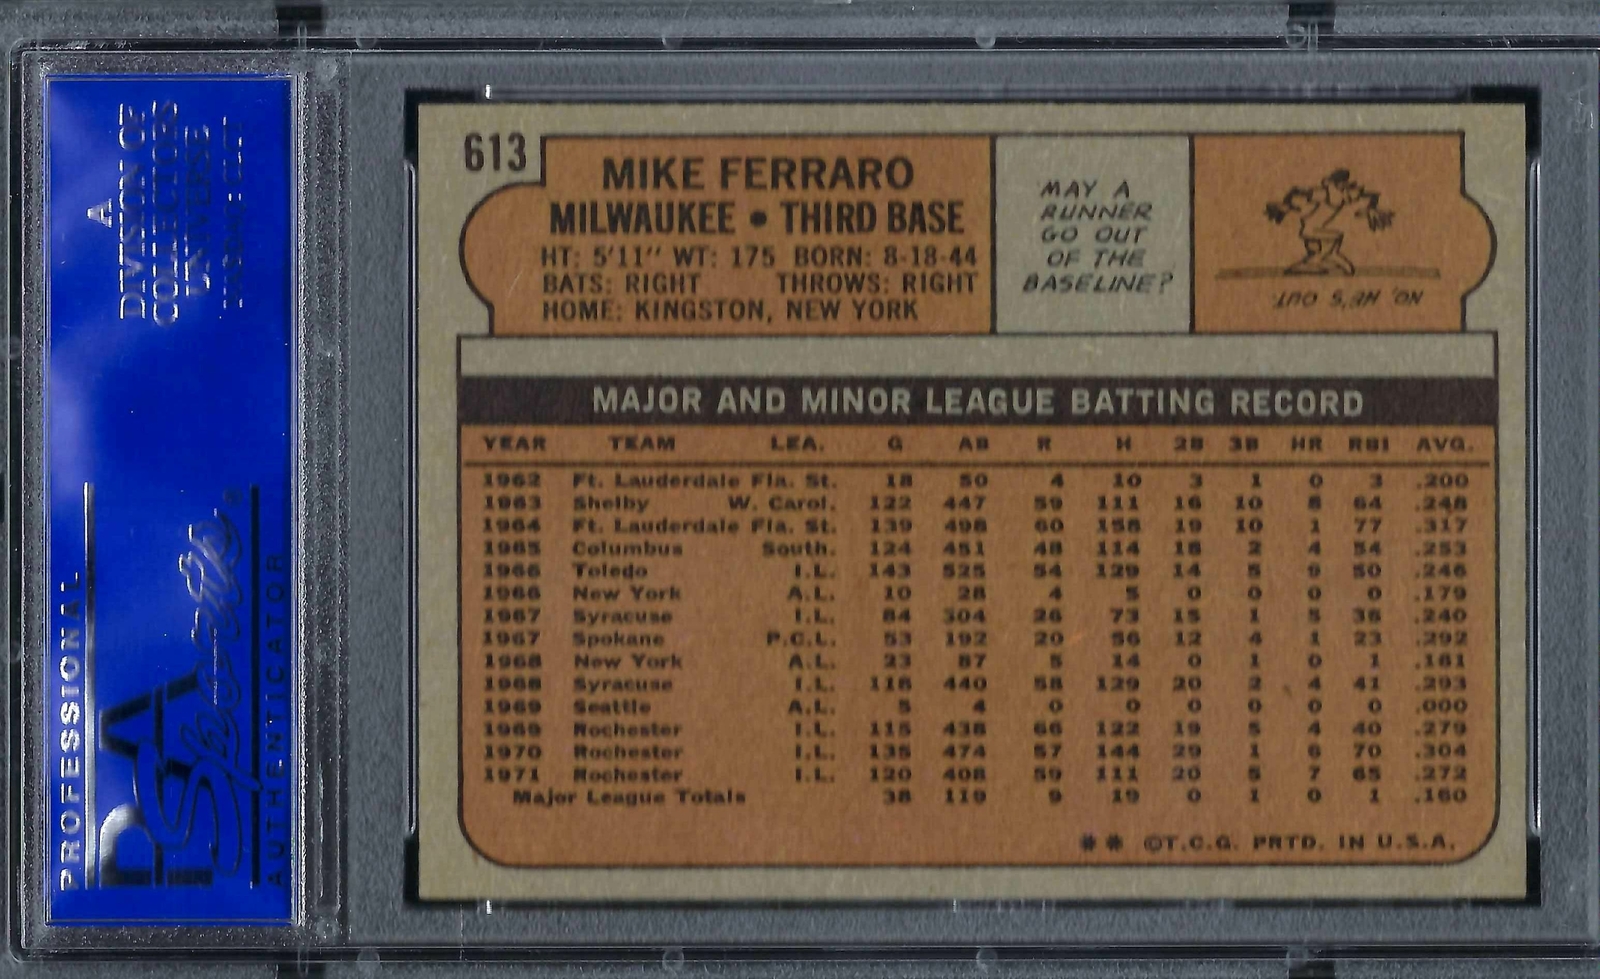 A
DIVISION OF
COLLECTORS
UNIVERSE
NASDAQ: CLCT
PROFESSIONAL
PSA
Sports
®
AUTHENTICATOR
613
MIKE FERRARO
MILWAUKEE • THIRD BASE
HT: 5'11" WT: 175 BORN: 8-18-44
BATS: RIGHT THROWS: RIGHT
HOME: KINGSTON, NEW YORK
MAY A
RUNNER
GO OUT
OF THE
BASELINE?
NO, HE'S OUT.
MAJOR AND MINOR LEAGUE BATTING RECORD
YEAR TEAM LEA. G AB R H 2B 3B HR RBI AVG.
1962 Ft. Lauderdale Fla. St. 18 50 4 10 3 1 0 3 .200
1963 Shelby W. Carol. 122 447 59 111 16 10 8 64 .248
1964 Ft. Lauderdale Fla. St. 139 498 60 158 19 10 1 77 .317
1965 Columbus South. 124 451 48 114 18 2 4 54 .253
1966 Toledo I.L. 143 525 54 129 14 5 9 50 .246
1966 New York A.L. 10 28 4 5 0 0 0 0 .179
1967 Syracuse I.L. 84 304 26 73 15 1 5 38 .240
1967 Spokane P.C.L. 53 192 20 56 12 4 1 23 .292
1968 New York A.L. 23 87 5 14 0 1 0 1 .161
1968 Syracuse I.L. 116 440 58 129 20 2 4 41 .293
1969 Seattle A.L. 5 4 0 0 0 0 0 0 .000
1969 Rochester I.L. 115 438 66 122 19 5 4 40 .279
1970 Rochester I.L. 135 474 57 144 29 1 6 70 .304
1971 Rochester I.L. 120 408 59 111 20 5 7 65 .272
Major League Totals 38 119 9 19 0 1 0 1 .160
** ©T.C.G. PRTD. IN U.S.A.